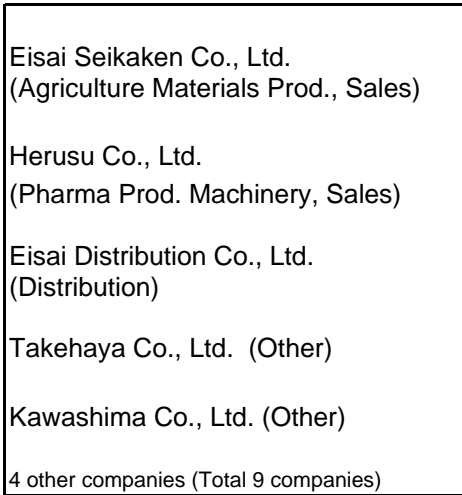 Eisai Seikaken Co., Ltd.
(Agriculture Materials Prod., Sales)
Herusu Co., Ltd.
(Pharma Prod. Machinery, Sales)
Eisai Distribution Co., Ltd.
(Distribution)
Takehaya Co., Ltd.  (Other)
Kawashima Co., Ltd. (Other)
4 other companies (Total 9 companies)